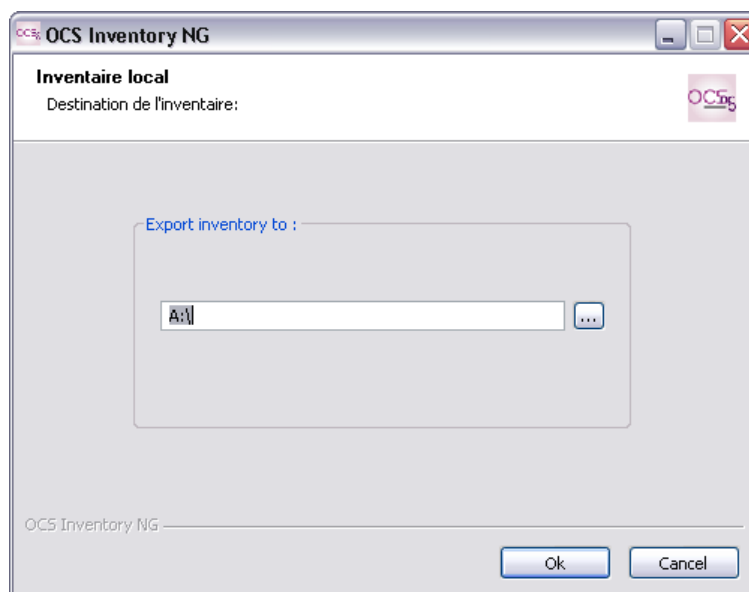 OCS Inventory NG
Inventaire local
Destination de l'inventaire:
Export inventory to :
A:\
...
OCS Inventory NG
Ok
Cancel